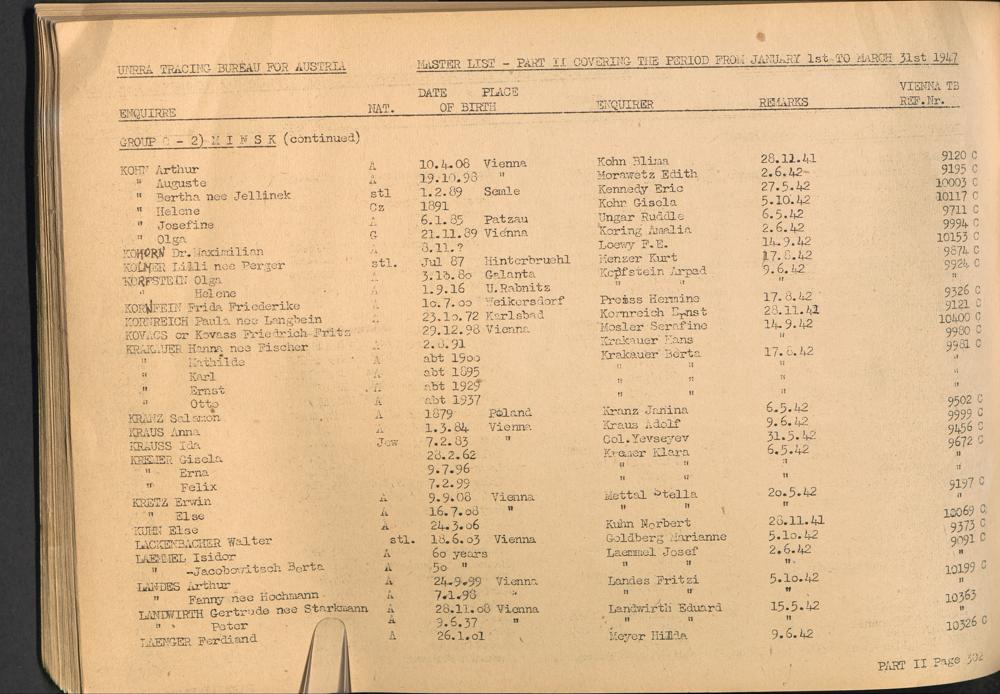 UNRRA TRACING BUREAU FOR AUSTRIA MASTER LIST - PART II COVERING THE PERIOD FROM JANUARY 1st TO MARCH 31st 1947
ENQUIRRE NAT. DATE PLACE OF BIRTH ENQUIRER REMARKS VIENNA TB REF.Nr.
GROUP - 2) M I N S K (continued)
KOHN Arthur A 10.4.08 Vienna Kohn Blima 28.11.41 9120 C
" Auguste A 19.10.98 " Morawetz Edith 2.6.42 9195 C
" Bertha nee Jellinek stl 1.2.89 Semle Kennedy Eric 27.5.42 10003 C
" Helene Cz 1891 Kohn Gisela 5.10.42 10117 C
" Josefine A 6.1.85 Patzau Ungar Ruddle 6.5.42 9711 C
" Olga G 21.11.89 Vienna Koring Amalia 2.6.42 9994 C
KOHORN Dr. Maximilian A 8.11.? Loewy F.E. 14.9.42 10153 C
KOLMER Lilli nee Perger stl. Jul 87 Hinterbruehl Menzer Kurt 17.8.42 9874 C
KORFSTEIN Olga A 3.10.80 Galanta Kopfstein Arpad 9.6.42 9924 C
" Helene A 1.9.16 U.Rabnitz " "
KORNFEIN Frida Friederike A 10.7.00 Weikersdorf Preiss Hermine 17.8.42 9326 C
KORNREICH Paula nee Langbein A 23.10.72 Karlsbad Kornreich Ernst 28.11.41 9121 C
KOVACS or Kovass Friedrich Fritz 29.12.98 Vienna Mosler Serafine 14.9.42 10400 C
KRAKAUER Hanna nee Fischer A 2.8.91 Krakauer Hans 9980 C
" Mathilde A abt 1900 Krakauer Berta 17.8.42 9981 C
" Karl A abt 1895 " " " "
" Ernst A abt 1929 " " " "
" Otto A abt 1937 " " " "
KRANZ Salomon A 1879 Poland Kranz Janina 6.5.42 9502 C
KRAUS Anna A 1.3.84 Vienna Kraus Adolf 9.6.42 9999 C
KRAUSS Ida Jew 7.2.83 " Col.Yevseyev 31.5.42 9456 C
KREMER Gisela 28.2.62 Kramer Klara 6.5.42 9672 C
" Erna 9.7.96 " " " "
" Felix 7.2.99 " " " "
KRETZ Erwin A 9.9.08 Vienna Mettal Stella 20.5.42 9197 C
" Else A 16.7.08 " " " " "
KUHN Else A 24.3.06 Kuhn Norbert 28.11.41 10069 C
LACKENBACHER Walter stl. 18.6.03 Vienna Goldberg Marianne 5.10.42 9373 C
LAEMMEL Isidor A 60 years Laemmel Josef 2.6.42 9091 C
" -Jacobowitsch Berta A 50 " " " " "
LANDES Arthur A 24.9.99 Vienna Landes Fritzi 5.10.42 10199 C
" Fanny nee Hochmann A 7.1.98 " " " "
LANDWIRTH Gertrude nee Starkmann A 28.11.08 Vienna Landwirth Eduard 15.5.42 10363
" Peter A 9.6.37 " " " "
LAENGER Ferdiand A 26.1.01 Meyer Hilda 9.6.42 10326 C
PART II Page 302